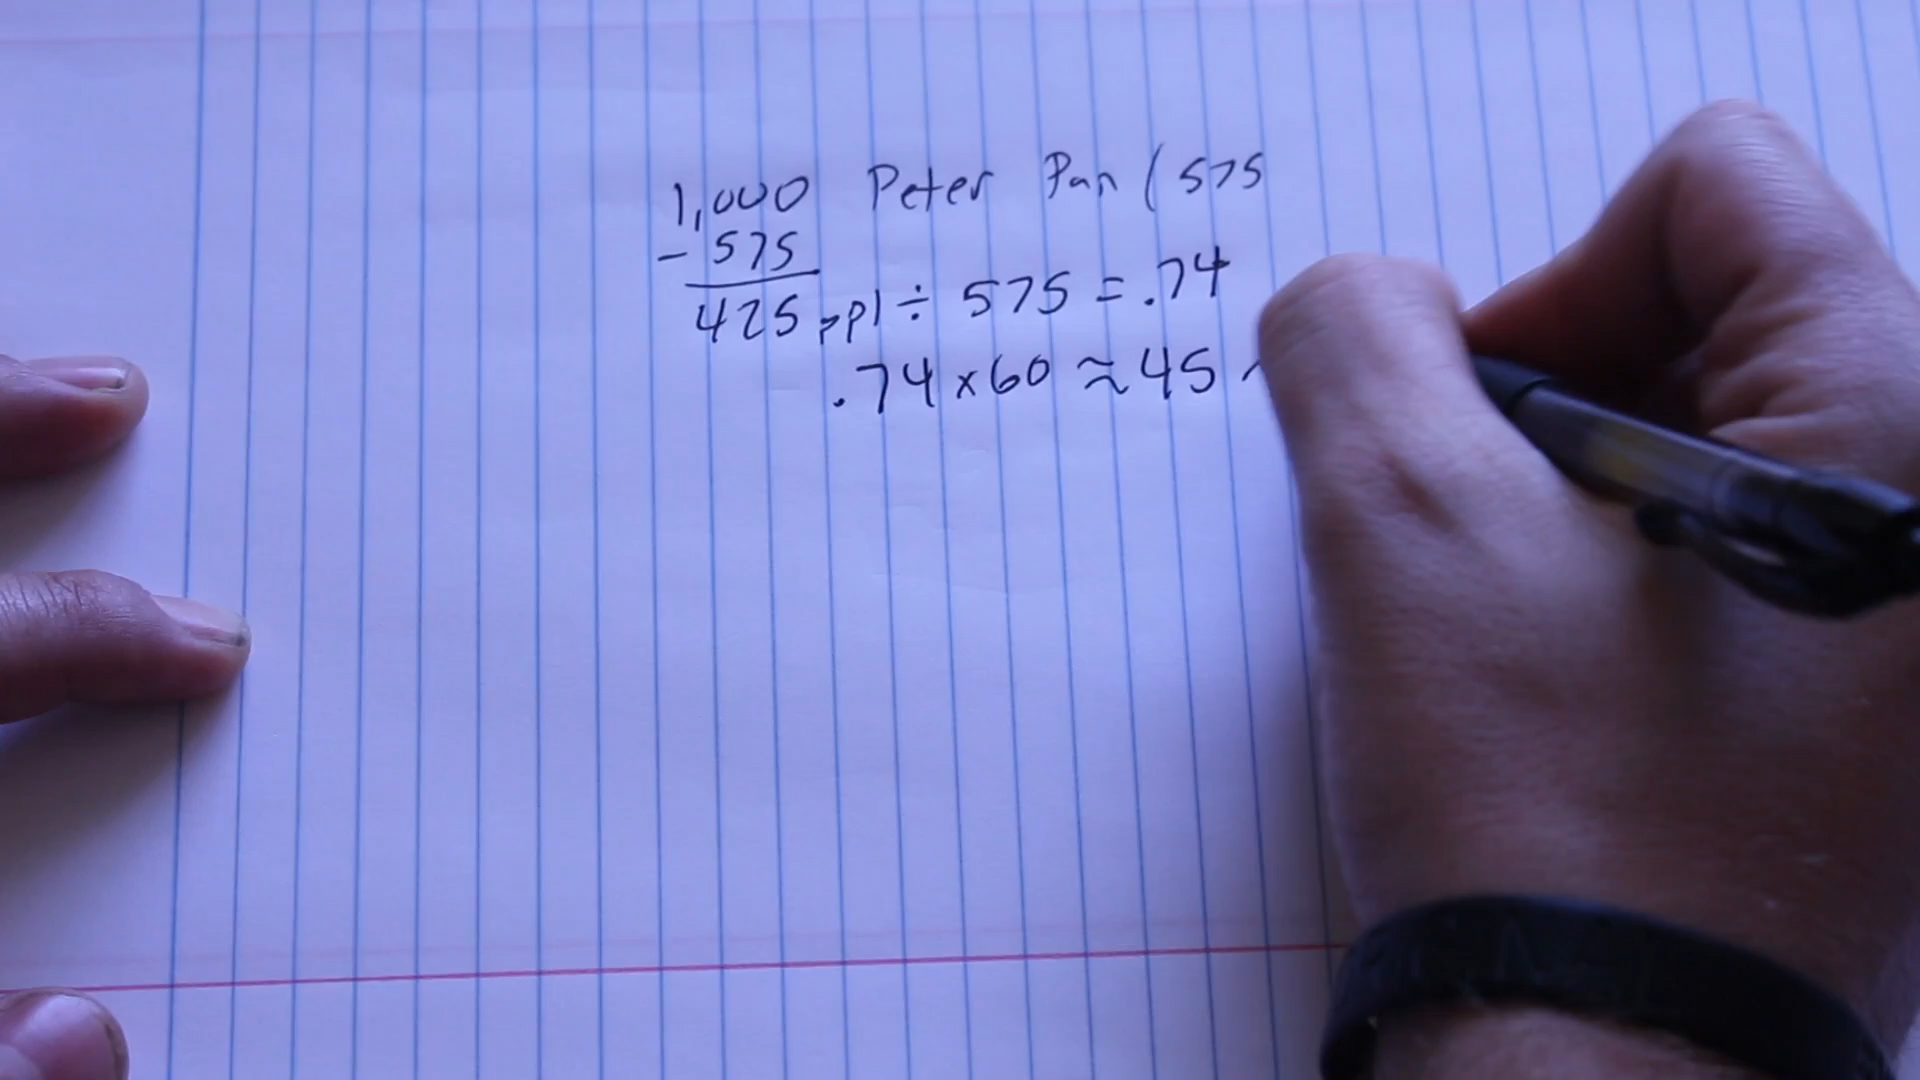 1,000 Peter Pan (575
- 575
425 ppl ÷ 575 = .74
.74 x 60 ≈ 45